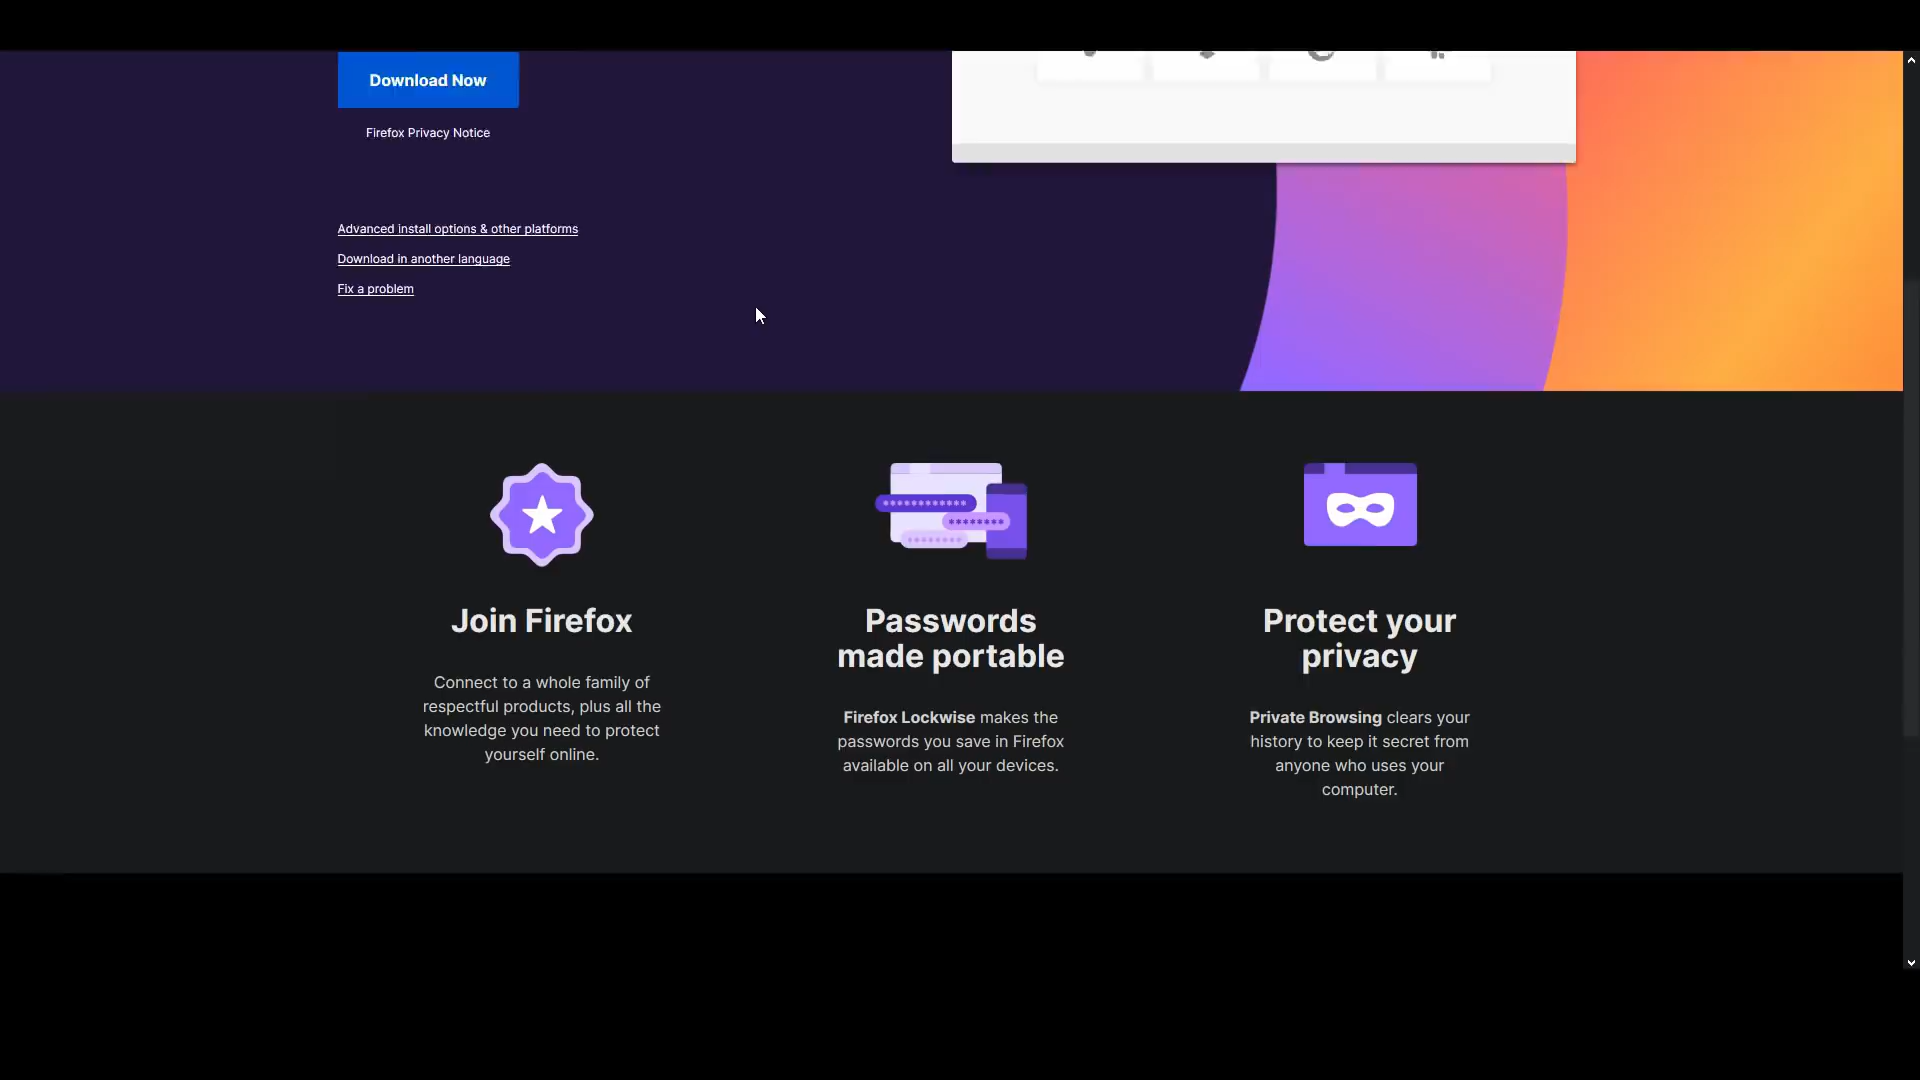 Download Now
Firefox Privacy Notice
Advanced install options & other platforms
Download in another language
Fix a problem
Join Firefox
Connect to a whole family of
respectful products, plus all the
knowledge you need to protect
yourself online.
Passwords
made portable
Firefox Lockwise makes the
passwords you save in Firefox
available on all your devices.
Protect your
privacy
Private Browsing clears your
history to keep it secret from
anyone who uses your
computer.